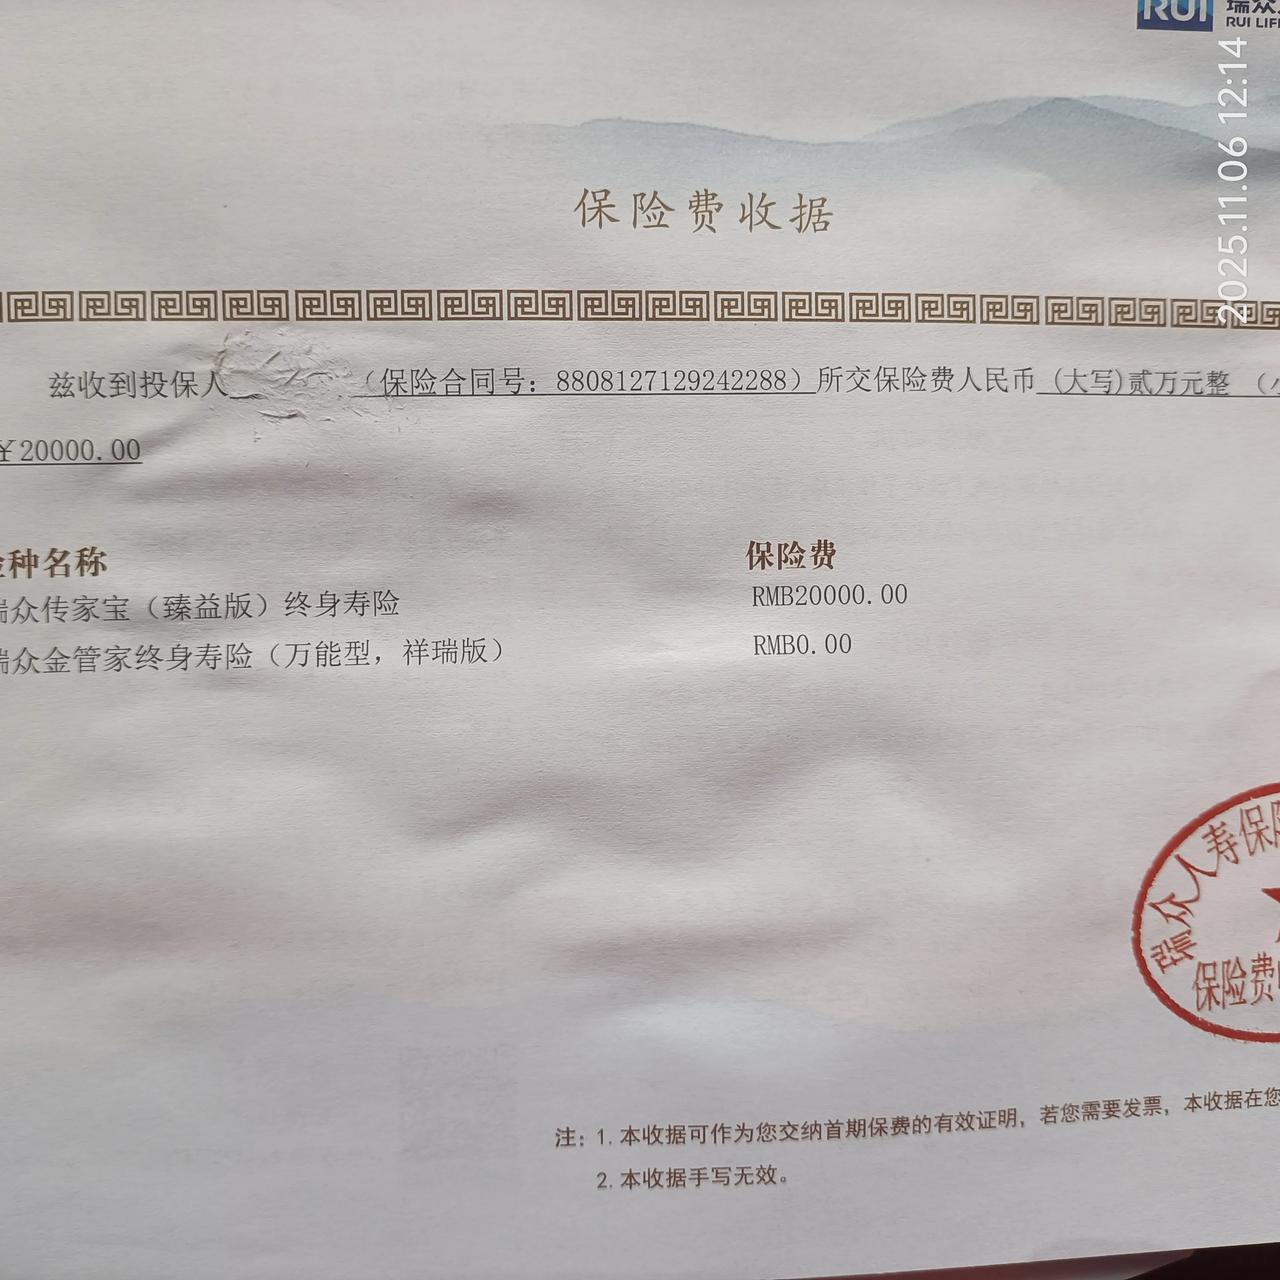 RUI 瑞众
RUI LIFE
2025.11.06 12:14
保险费收据
兹收到投保人 （保险合同号：8808127129242288）所交保险费人民币 (大写)贰万元整 （小
￥20000.00
险种名称 保险费
瑞众传家宝（臻益版）终身寿险 RMB20000.00
瑞众金管家终身寿险（万能型，祥瑞版） RMB0.00
瑞众人寿保险
保险费收
注：1. 本收据可作为您交纳首期保费的有效证明，若您需要发票，本收据在您
2. 本收据手写无效。